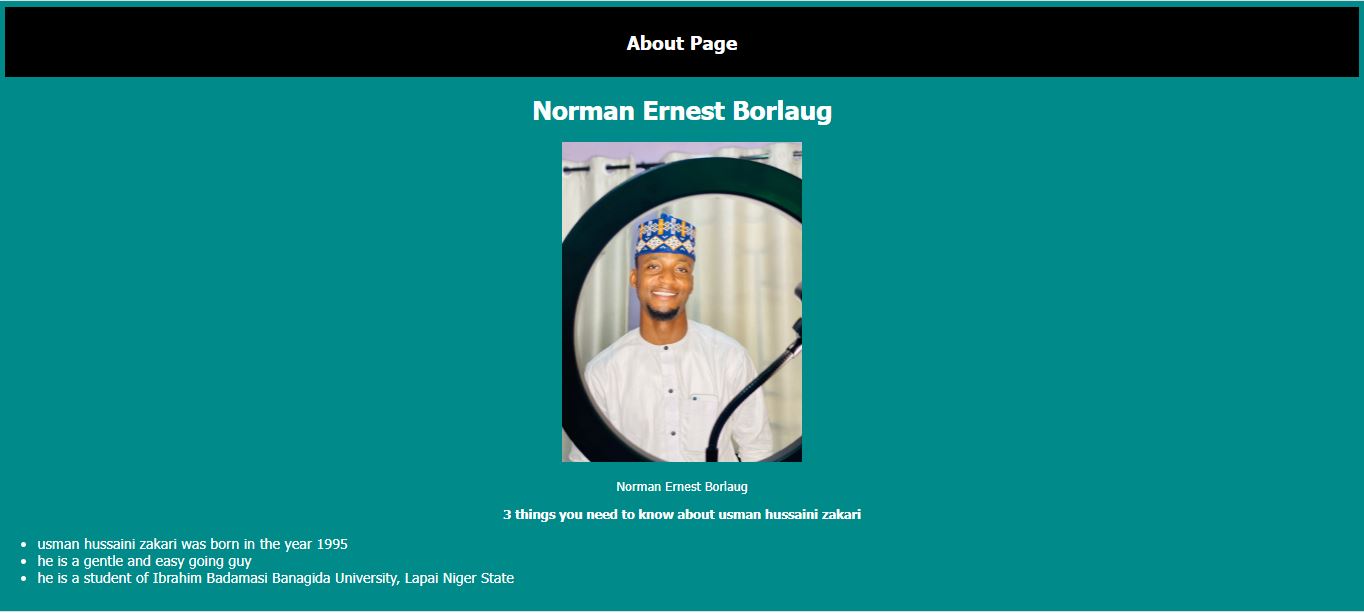 About Page
Norman Ernest Borlaug
Norman Ernest Borlaug
3 things you need to know about usman hussaini zakari
usman hussaini zakari was born in the year 1995
he is a gentle and easy going guy
he is a student of Ibrahim Badamasi Banagida University, Lapai Niger State